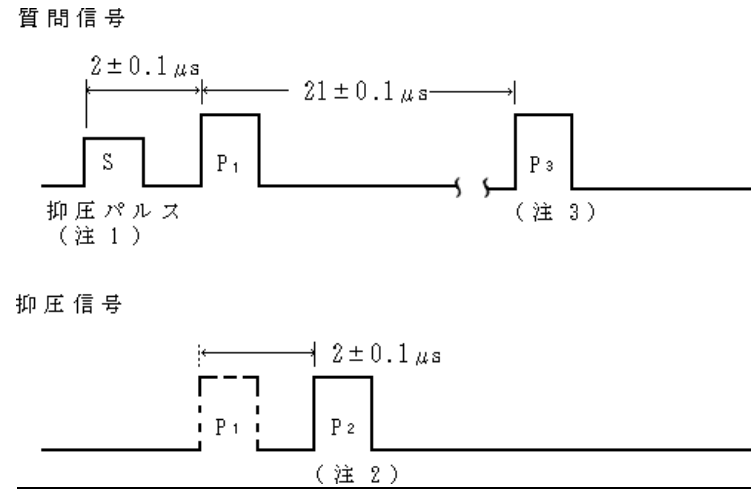 質問信号
2±0.1μs
21±0.1μs
S
P₁
P₃
抑圧パルス
(注1)
(注3)
抑圧信号
2±0.1μs
P₁
P₂
(注2)